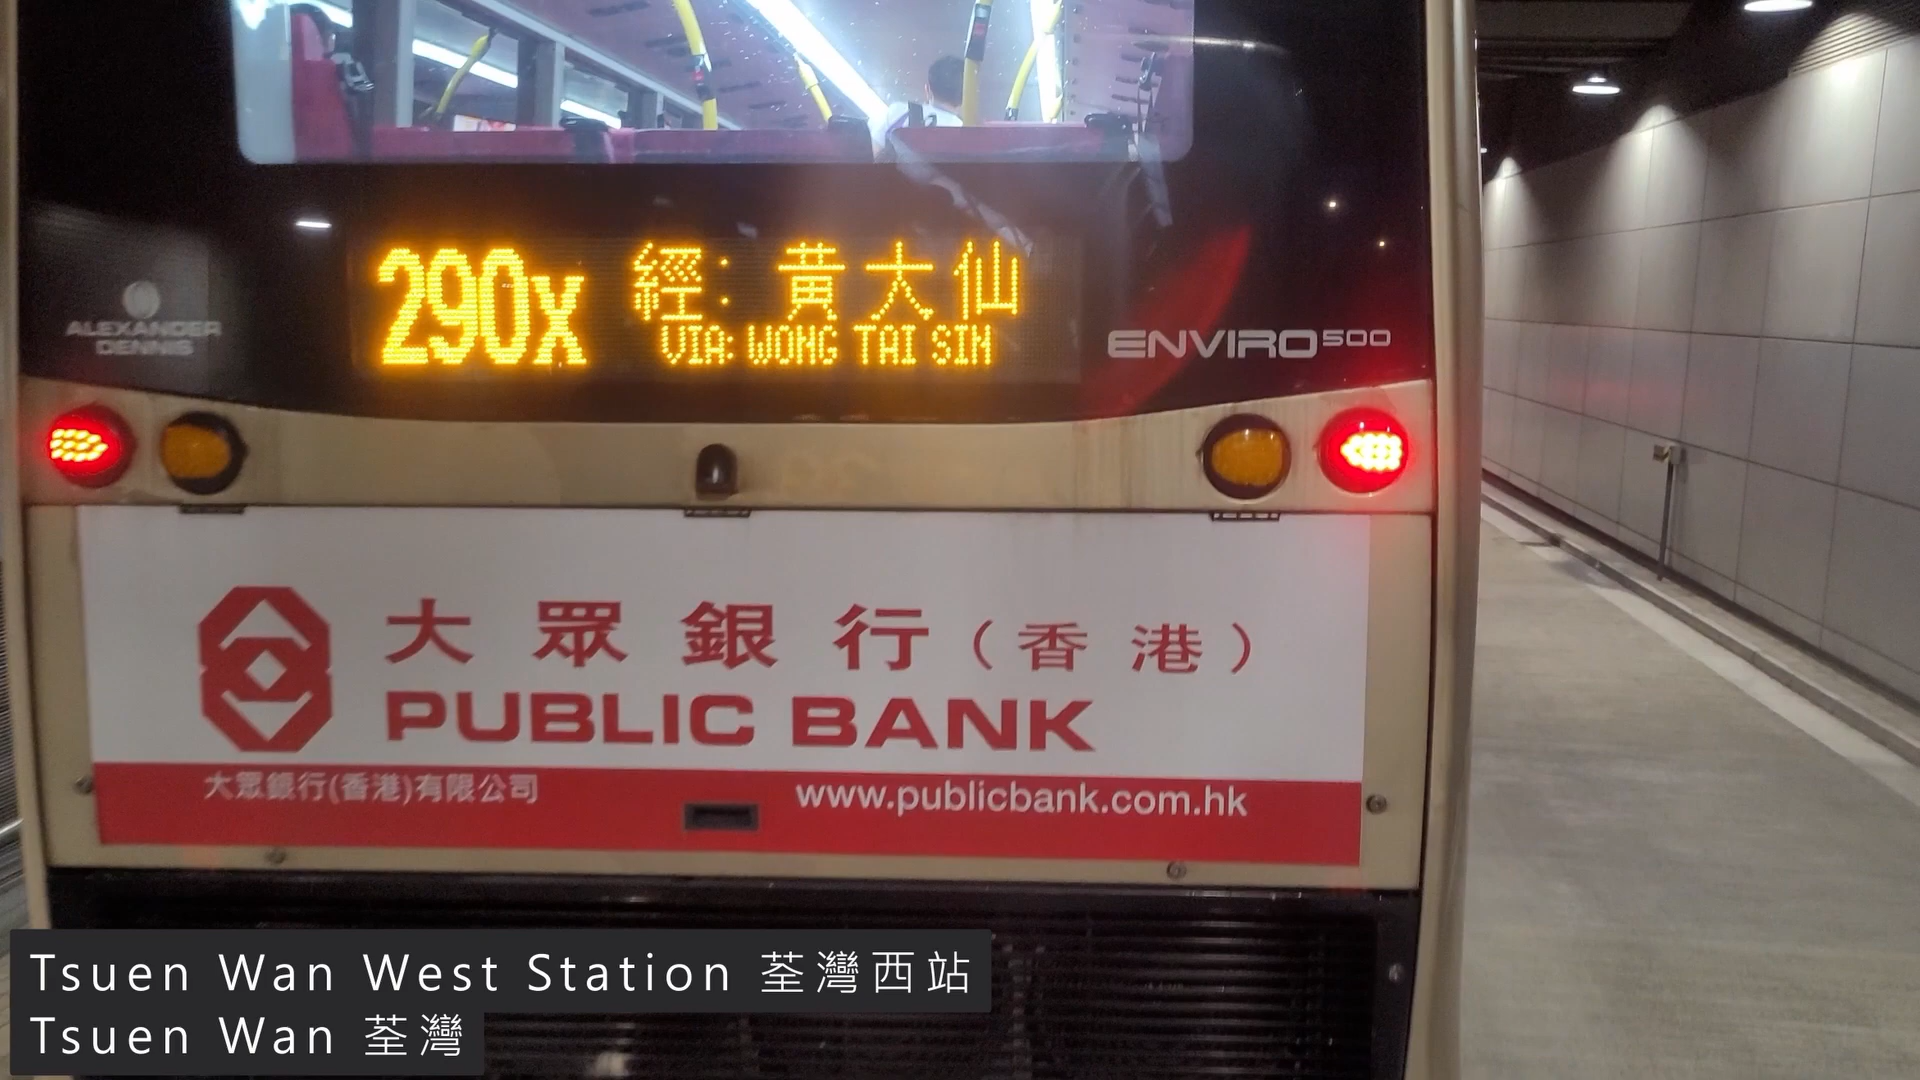 290x 經: 黃大仙
VIA: WONG TAI SIN
ALEXANDER
DENNIS
ENVIRO500
大眾銀行(香港)
PUBLIC BANK
大眾銀行(香港)有限公司
www.publicbank.com.hk
Tsuen Wan West Station 荃灣西站
Tsuen Wan 荃灣